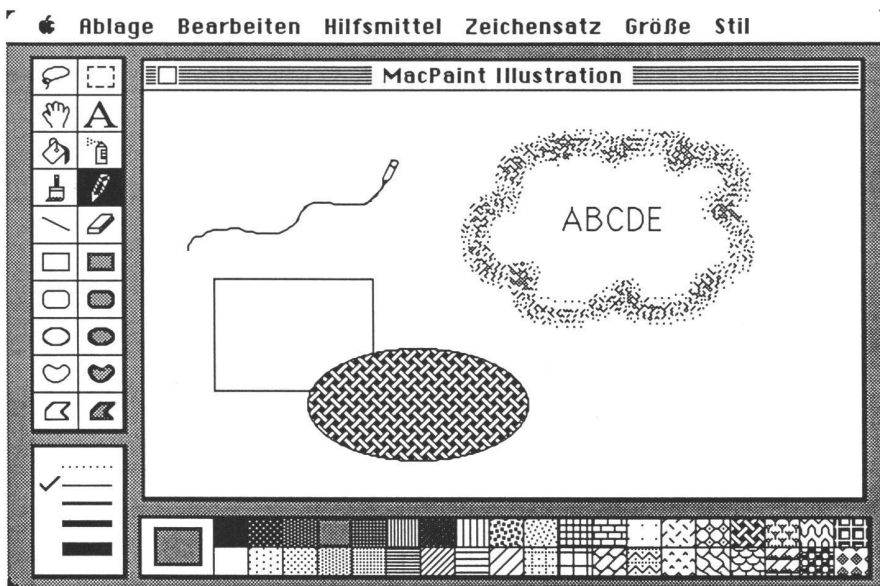 Ablage Bearbeiten Hilfsmittel Zeichensatz Größe Stil
MacPaint Illustration
A
ABCDE